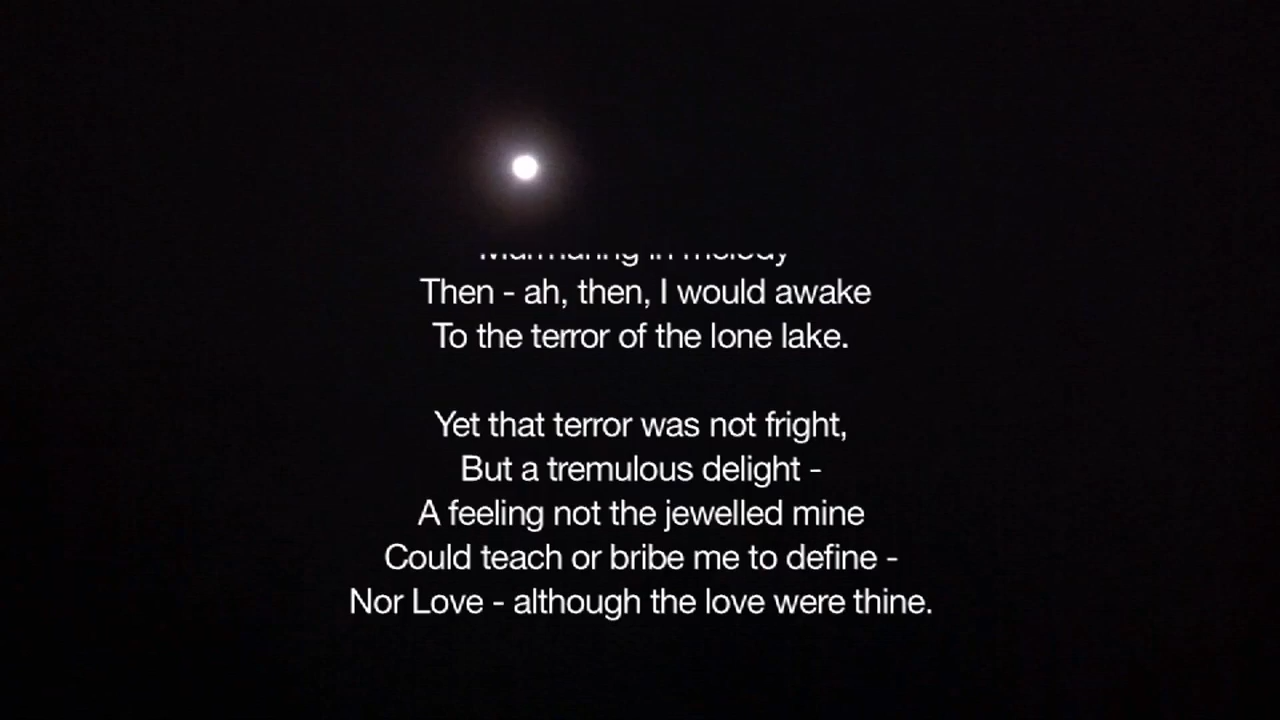 Then - ah, then, I would awake
To the terror of the lone lake.
Yet that terror was not fright,
But a tremulous delight -
A feeling not the jewelled mine
Could teach or bribe me to define -
Nor Love - although the love were thine.